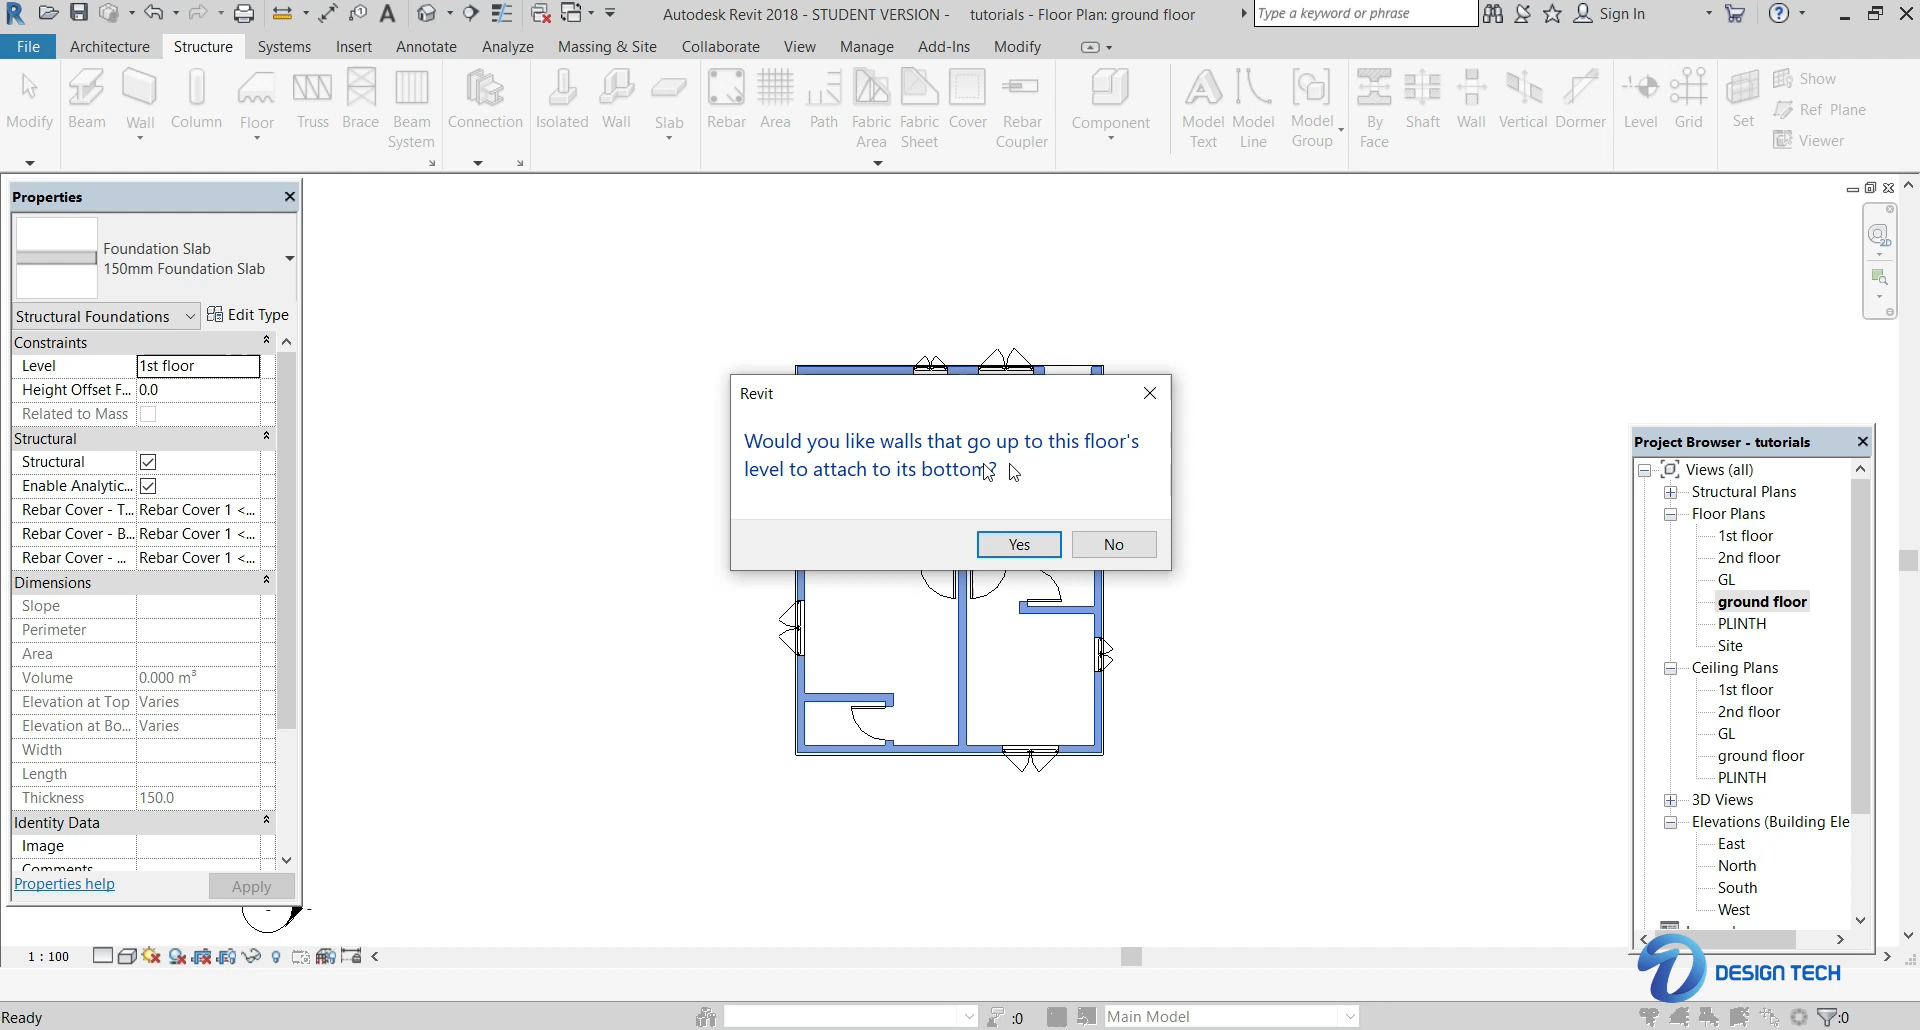 Autodesk Revit 2018 - STUDENT VERSION - tutorials - Floor Plan: ground floor
Type a keyword or phrase
Sign In
File Architecture Structure Systems Insert Annotate Analyze Massing & Site Collaborate View Manage Add-Ins Modify
Modify Beam Wall Column Floor Truss Brace Beam System Connection Isolated Wall Slab Rebar Area Path Fabric Area Fabric Sheet Cover Rebar Coupler Component Model Text Model Line Model Group By Face Shaft Wall Vertical Dormer Level Grid Set
Show
Ref Plane
Viewer
Properties
Foundation Slab
150mm Foundation Slab
Structural Foundations
Edit Type
Constraints
Level 1st floor
Height Offset F... 0.0
Related to Mass
Structural
Structural
Enable Analytic...
Rebar Cover - T... Rebar Cover 1 <...
Rebar Cover - B... Rebar Cover 1 <...
Rebar Cover - ... Rebar Cover 1 <...
Dimensions
Slope
Perimeter
Area
Volume 0.000 m³
Elevation at Top Varies
Elevation at Bo... Varies
Width
Length
Thickness 150.0
Identity Data
Image
Comments
Properties help
Apply
Revit
Would you like walls that go up to this floor's
level to attach to its bottom?
Yes No
Project Browser - tutorials
Views (all)
Structural Plans
Floor Plans
1st floor
2nd floor
GL
ground floor
PLINTH
Site
Ceiling Plans
1st floor
2nd floor
GL
ground floor
PLINTH
3D Views
Elevations (Building Ele
East
North
South
West
1 : 100
DESIGN TECH
Ready
:0
Main Model
:0